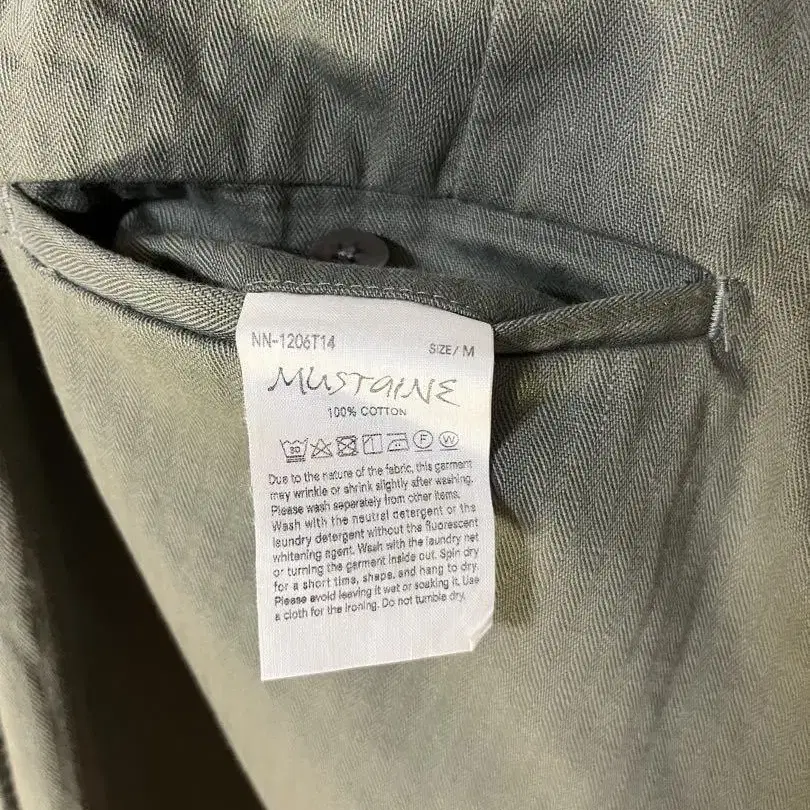 NN-1206T14
SIZE/ M
MUSTAINE
100% COTTON
30
F W
Due to the nature of the fabric, this garment
may wrinkle or shrink slightly after washing.
Please wash separately from other items.
Wash with the neutral detergent or the
laundry detergent without the fluorescent
whitening agent. Wash with the laundry net
or turning the garment inside out. Spin dry
for a short time, shape, and hang to dry.
Please avoid leaving it wet or soaking it. Use
a cloth for the ironing. Do not tumble dry.